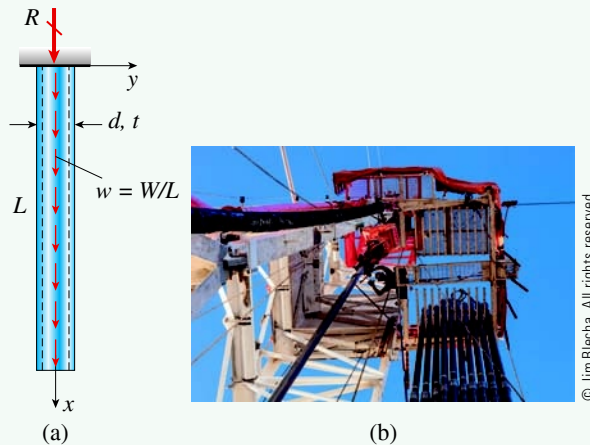 R
y
d, t
w = W/L
L
x
(a)
(b)
© Jim Blecha. All rights reserved.